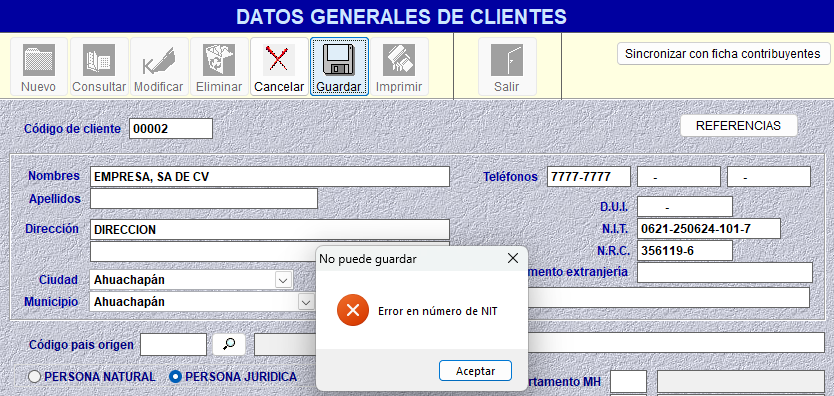 DATOS GENERALES DE CLIENTES
Nuevo Consultar Modificar Eliminar Cancelar Guardar Imprimir Salir Sincronizar con ficha contribuyentes
Código de cliente 00002 REFERENCIAS
Nombres EMPRESA, SA DE CV Teléfonos 7777-7777 - -
Apellidos
D.U.I. -
Dirección DIRECCION N.I.T. 0621-250624-101-7
N.R.C. 356119-6
No puede guardar
mento extranjería
Ciudad Ahuachapán
Municipio Ahuachapán
Error en número de NIT
Código pais origen
Aceptar
PERSONA NATURAL PERSONA JURIDICA rtamento MH